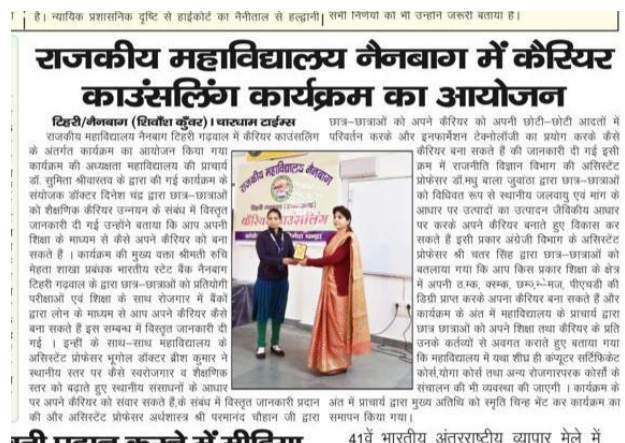 है। न्यायिक प्रशासनिक दृष्टि से हाईकोर्ट का नैनीताल से हल्द्वानी
सभी निर्णयों को भी उन्होंने जरूरी बताया है।
राजकीय महाविद्यालय नैनबाग में कैरियर
काउंसलिंग कार्यक्रम का आयोजन
टिहरी/नैनबाग (शिवाँश कुँवर)। चारधाम टाईम्स
राजकीय महाविद्यालय नैनबाग टिहरी गढ़वाल में कैरियर काउंसलिंग
के अंतर्गत कार्यक्रम का आयोजन किया गया
कार्यक्रम की अध्यक्षता महाविद्यालय की प्राचार्य
डॉ. सुमिता श्रीवास्तव के द्वारा की गई कार्यक्रम के
संयोजक डॉक्टर दिनेश चंद्र द्वारा छात्र-छात्राओं
को शैक्षणिक कैरियर उन्नयन के संबंध में विस्तृत
जानकारी दी गई उन्होंने बताया कि आप अपनी
शिक्षा के माध्यम से कैसे अपने कैरियर को बना
सकते हैं । कार्यक्रम की मुख्य वक्ता श्रीमती रुचि
मेहता शाखा प्रबंधक भारतीय स्टेट बैंक नैनबाग
टिहरी गढ़वाल के द्वारा छात्र-छात्राओं को प्रतियोगी
परीक्षाओं एवं शिक्षा के साथ रोजगार में बैंकों
द्वारा लोन के माध्यम से आप अपने कैरियर कैसे
बना सकते हैं इस सम्बन्ध में विस्तृत जानकारी दी
गई । इन्हीं के साथ-साथ महाविद्यालय के
असिस्टेंट प्रोफेसर भूगोल डॉक्टर ब्रीश कुमार ने
स्थानीय स्तर पर कैसे स्वरोजगार व शैक्षणिक
स्तर को बढ़ाते हुए स्थानीय संसाधनों के आधार
पर अपने कैरियर को संवार सकते हैं,के संबंध में विस्तृत जानकारी प्रदान
की और असिस्टेंट प्रोफेसर अर्थशास्त्र श्री परमानंद चौहान जी द्वारा
छात्र-छात्राओं को अपने कैरियर को अपनी छोटी-छोटी आदतों में
परिवर्तन करके और इनफार्मेशन टेक्नोलॉजी का प्रयोग करके कैसे
कैरियर बना सकते हैं की जानकारी दी गई इसी
क्रम में राजनीति विज्ञान विभाग की असिस्टेंट
प्रोफेसर डॉ.मधु बाला जुवांठा द्वारा छात्र-छात्राओं
को विधिवत रूप से स्थानीय जलवायु एवं मांग के
आधार पर उत्पादों का उत्पादन जैविकीय आधार
पर करके अपने कैरियर बनाते हुए विकास कर
सकते हैं इसी प्रकार अंग्रेजी विभाग के असिस्टेंट
प्रोफेसर श्री चतर सिंह द्वारा छात्र-छात्राओं को
बतलाया गया कि आप किस प्रकार शिक्षा के क्षेत्र
में अपनी पीएचडी की
डिग्री प्राप्त करके अपना कैरियर बना सकते हैं और
कार्यक्रम के अंत में महाविद्यालय के प्राचार्य द्वारा
छात्र छात्राओं को अपने शिक्षा तथा कैरियर के प्रति
उनके कर्तव्यों से अवगत कराते हुए बताया गया
कि महाविद्यालय में यथा शीघ्र ही कंप्यूटर सर्टिफिकेट
कोर्स,योगा कोर्स तथा अन्य रोजगारपरक कोर्सों के
संचालन की भी व्यवस्था की जाएगी । कार्यक्रम के
अंत में प्राचार्य द्वारा मुख्य अतिथि को स्मृति चिन्ह भेंट कर कार्यक्रम का
समापन किया गया।
राजकीय महाविद्यालय नैनबाग
कैरियर काउंसलिंग
41वें भारतीय अंतरराष्ट्रीय व्यापार मेले में